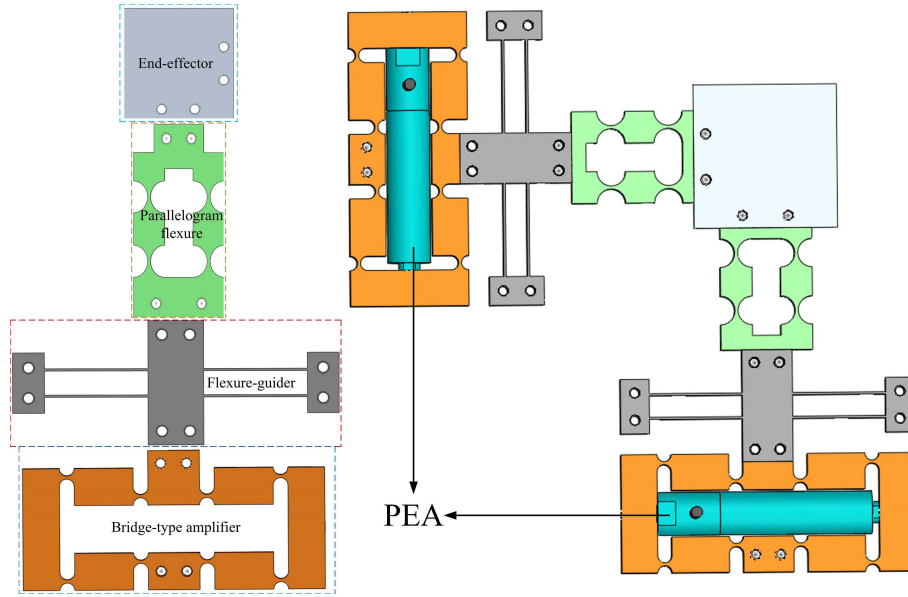 End-effector
Parallelogram
flexure
Flexure-guider
Bridge-type amplifier
PEA